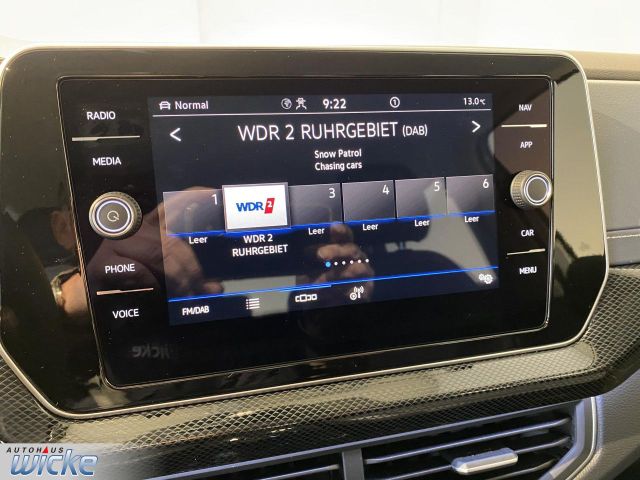 Normal 9:22 1 13.0°C
RADIO
MEDIA
PHONE
VOICE
NAV
APP
CAR
MENU
WDR 2 RUHRGEBIET (DAB)
Snow Patrol
Chasing cars
1 WDR 2 3 4 5 6
Leer WDR 2 Leer Leer Leer Leer
RUHRGEBIET
FM/DAB
AUTOHAUS
WICKE